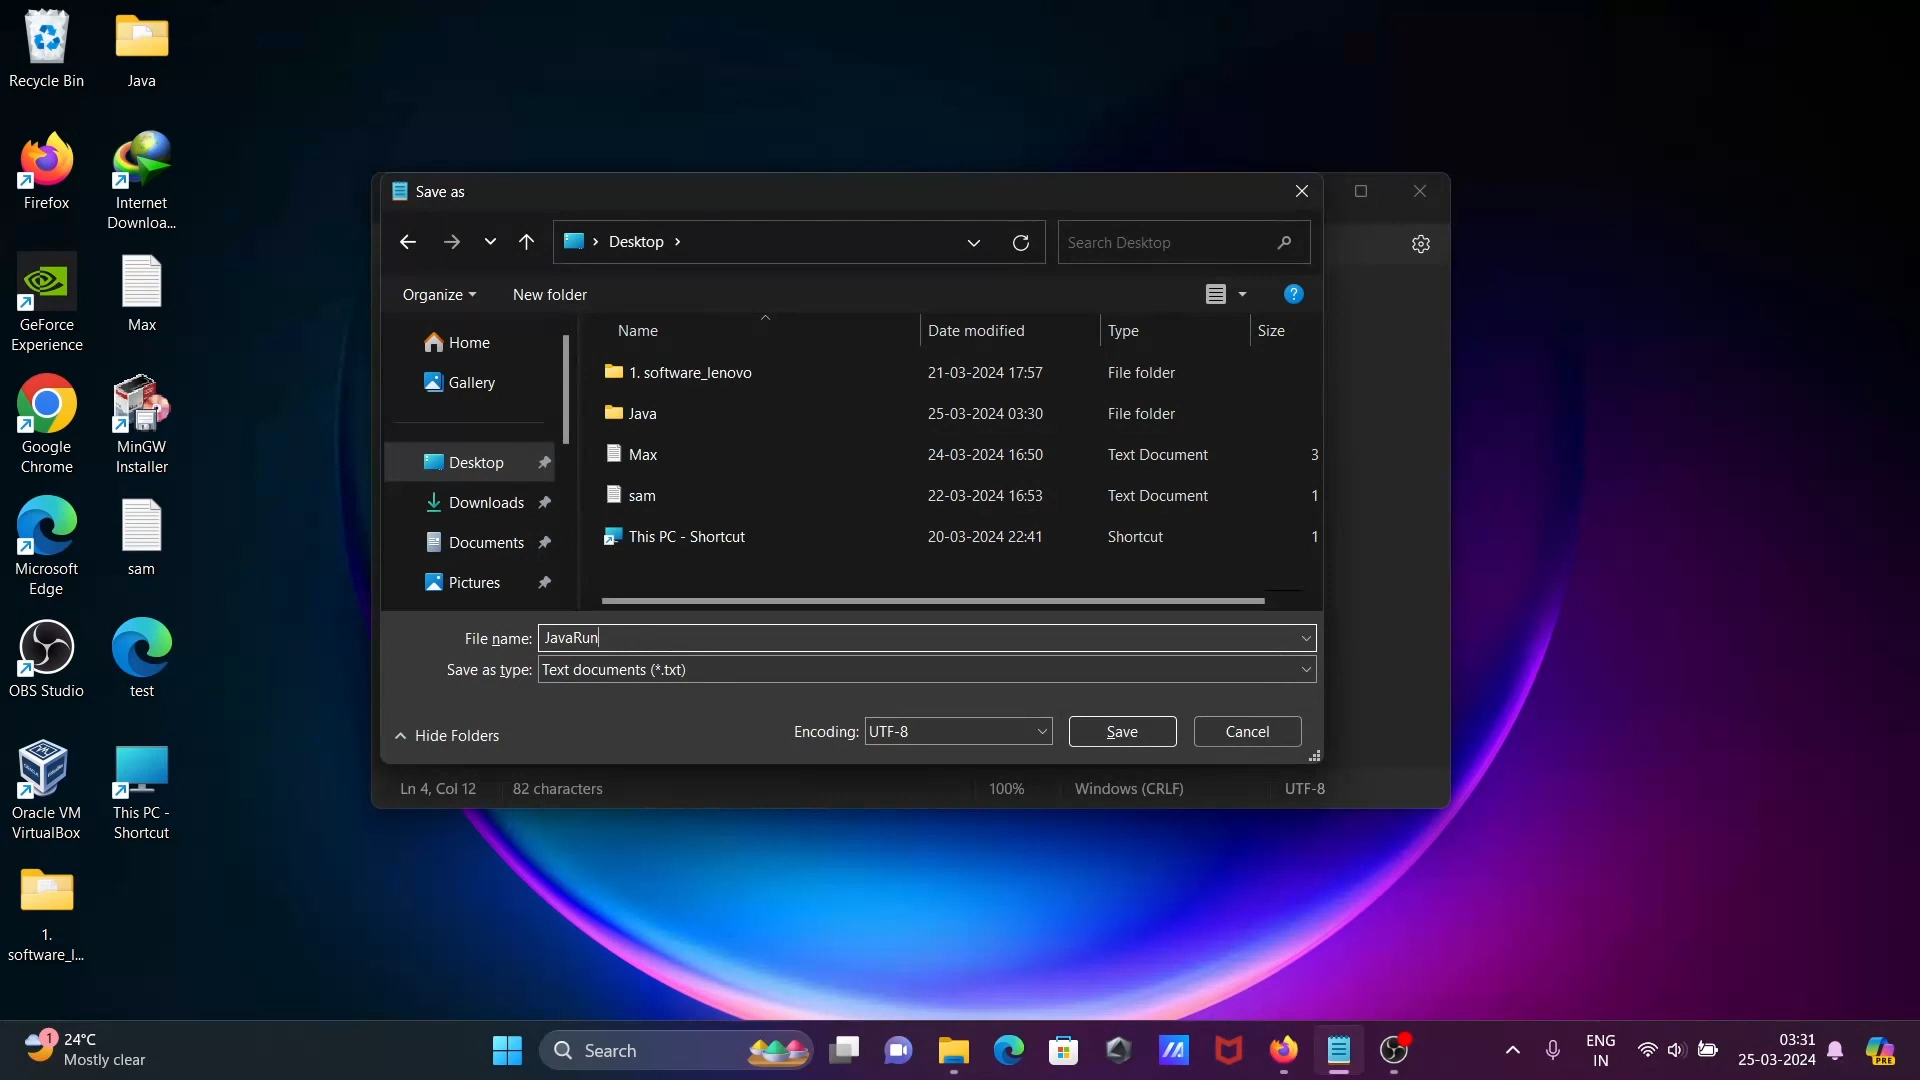 Recycle Bin
Java
Firefox
Internet
Downloa...
GeForce
Experience
Max
Google
Chrome
MinGW
Installer
Microsoft
Edge
sam
OBS Studio
test
Oracle VM
VirtualBox
This PC -
Shortcut
1.
software_l...
Save as
Desktop
Search Desktop
Organize
New folder
Home
Gallery
Desktop
Downloads
Documents
Pictures
Name Date modified Type Size
1. software_lenovo 21-03-2024 17:57 File folder
Java 25-03-2024 03:30 File folder
Max 24-03-2024 16:50 Text Document 3
sam 22-03-2024 16:53 Text Document 1
This PC - Shortcut 20-03-2024 22:41 Shortcut 1
File name: JavaRun
Save as type: Text documents (*.txt)
Hide Folders
Encoding: UTF-8
Save
Cancel
Ln 4, Col 12 82 characters 100% Windows (CRLF) UTF-8
1
24°C
Mostly clear
Search
ENG
IN
03:31
25-03-2024
PRE